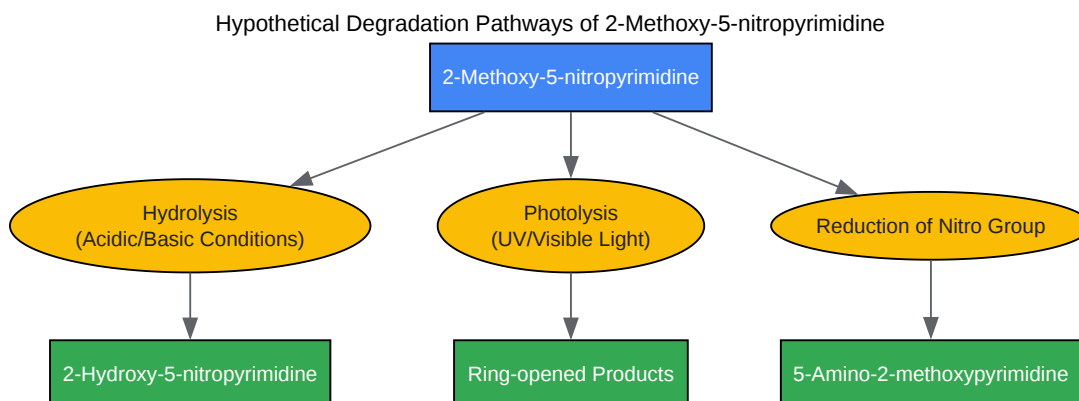 Hypothetical Degradation Pathways of 2-Methoxy-5-nitropyrimidine
2-Methoxy-5-nitropyrimidine
Hydrolysis
(Acidic/Basic Conditions)
Photolysis
(UV/Visible Light)
Reduction of Nitro Group
2-Hydroxy-5-nitropyrimidine
Ring-opened Products
5-Amino-2-methoxypyrimidine